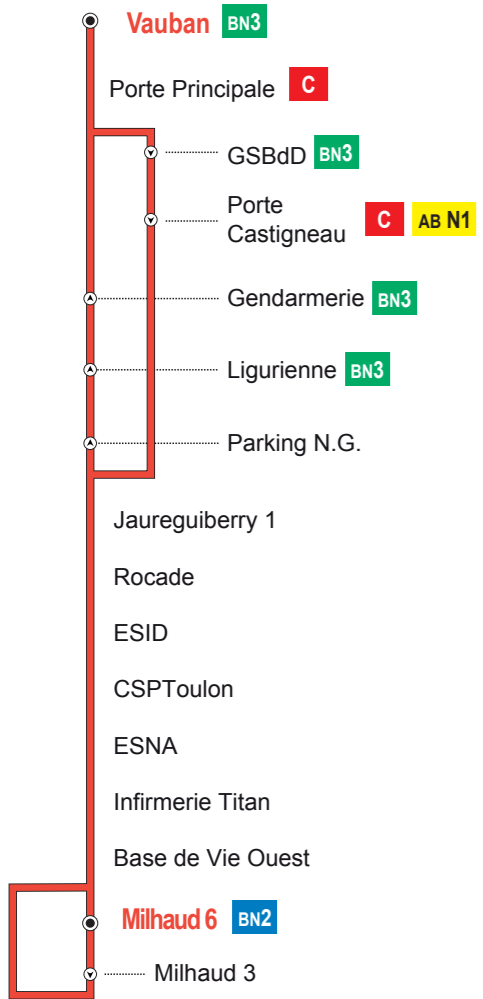 Vauban BN3
Porte Principale C
GSBdD BN3
Porte
Castigneau C AB N1
Gendarmerie BN3
Ligurienne BN3
Parking N.G.
Jaureguiberry 1
Rocade
ESID
CSPToulon
ESNA
Infirmerie Titan
Base de Vie Ouest
Milhaud 6 BN2
Milhaud 3